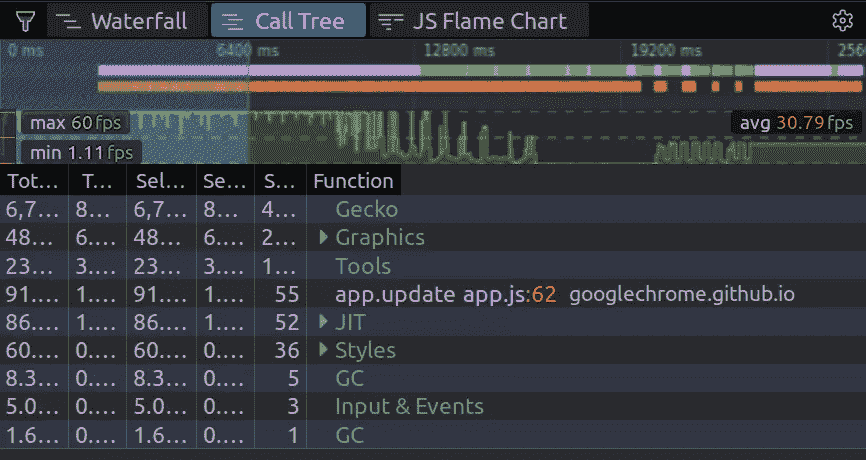 Waterfall Call Tree JS Flame Chart
0 ms 6400 ms 12800 ms 19200 ms 256
max 60 fps avg 30.79 fps
min 1.11 fps
Tot... T... Sel... Se... S... Function
6,7... 8... 6,7... 8... 4... Gecko
48... 6... 48... 6... 2... Graphics
23... 3... 23... 3... 1... Tools
91.... 1.... 91.... 1.... 55 app.update app.js:62 googlechrome.github.io
86.... 1.... 86.... 1.... 52 JIT
60.... 0.... 60.... 0.... 36 Styles
8.3... 0.... 8.3... 0.... 5 GC
5.0... 0.... 5.0... 0.... 3 Input & Events
1.6... 0.... 1.6... 0.... 1 GC